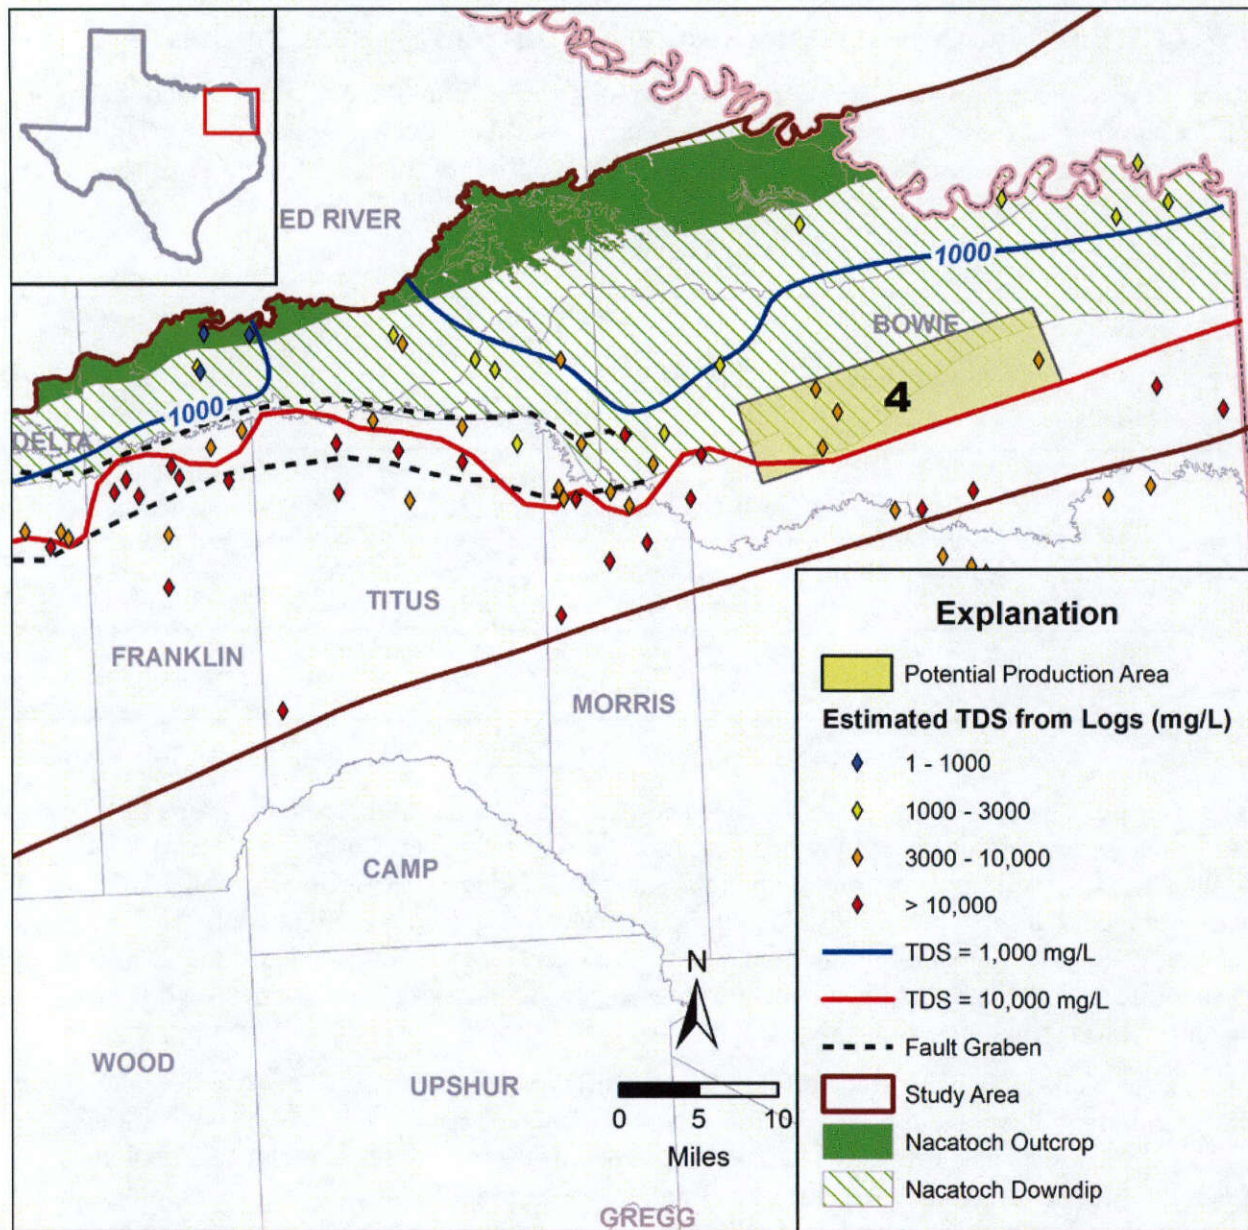 ED RIVER
1000
BOWIE
4
1000
DELTA
TITUS
FRANKLIN
MORRIS
CAMP
WOOD
UPSHUR
GREGG
N
0 5 10
Miles
Explanation
Potential Production Area
Estimated TDS from Logs (mg/L)
1 - 1000
1000 - 3000
3000 - 10,000
> 10,000
TDS = 1,000 mg/L
TDS = 10,000 mg/L
Fault Graben
Study Area
Nacatoch Outcrop
Nacatoch Downdip